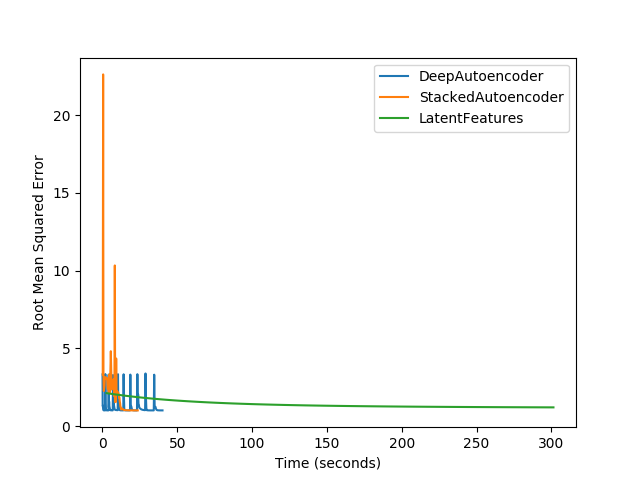 DeepAutoencoder
StackedAutoencoder
LatentFeatures
Root Mean Squared Error
20
15
10
5
0
0 50 100 150 200 250 300
Time (seconds)